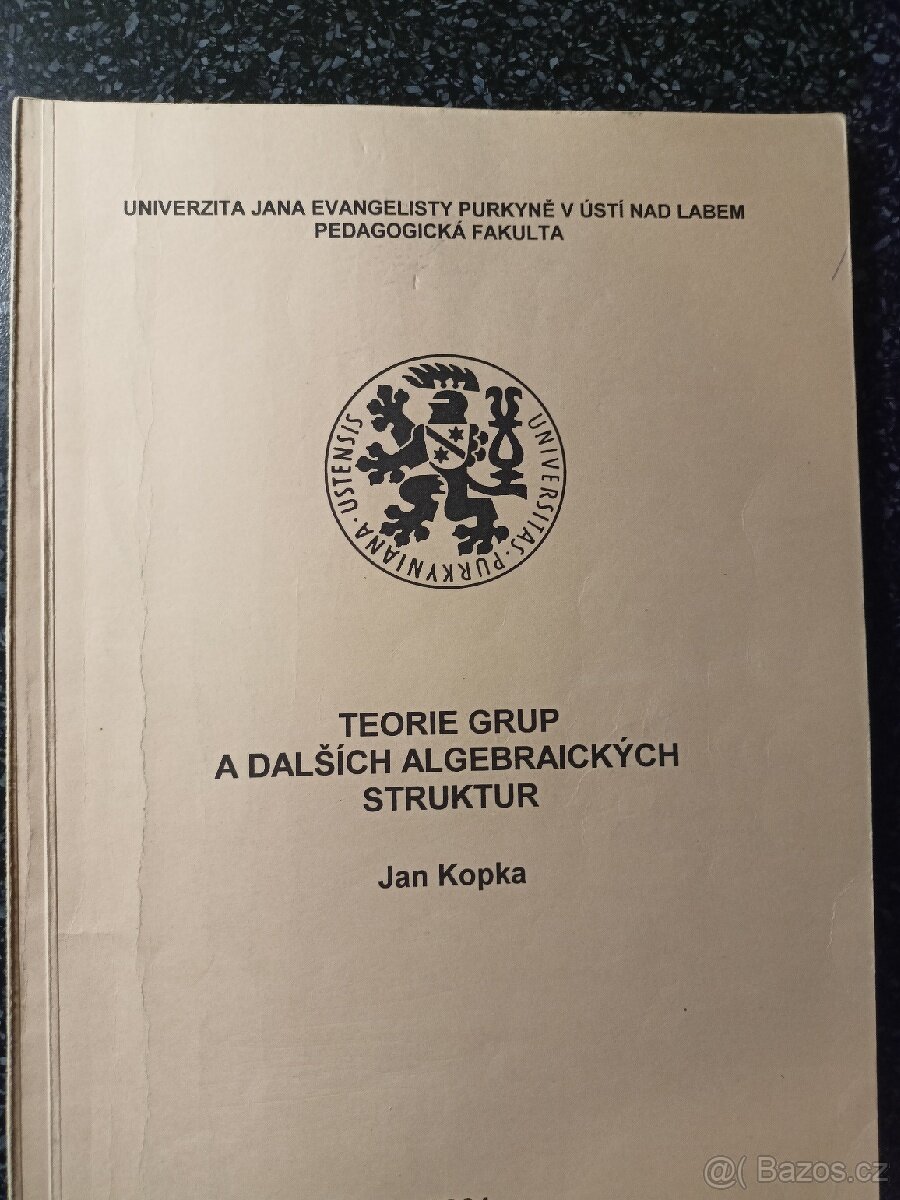 UNIVERZITA JANA EVANGELISTY PURKYNĚ V ÚSTÍ NAD LABEM
PEDAGOGICKÁ FAKULTA
UNIVERSITAS · PURKYNIANA · USTENSIS
TEORIE GRUP
A DALŠÍCH ALGEBRAICKÝCH
STRUKTUR
Jan Kopka
@ Bazos.cz